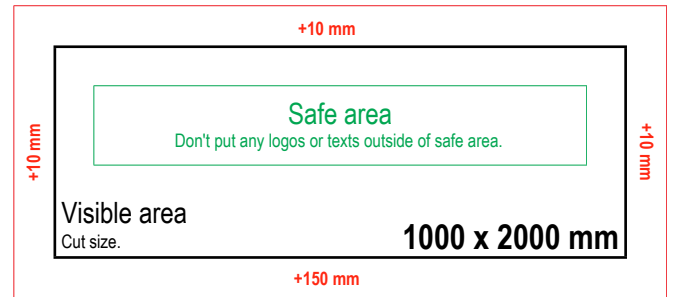 +10 mm
Safe area
Don't put any logos or texts outside of safe area.
+10 mm
+10 mm
Visible area
Cut size.
1000 x 2000 mm
+150 mm